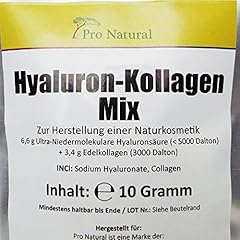 Pro Natural
Hyaluron-Kollagen
Mix
Zur Herstellung einer Naturkosmetik
6,6 g Ultra-Niedermolekulare Hyaluronsäure (< 5000 Dalton)
+ 3,4 g Edelkollagen (3000 Dalton)
INCI: Sodium Hyaluronate, Collagen
Inhalt: ℮ 10 Gramm
Mindestens haltbar bis Ende / LOT Nr.: Siehe Beutelrand
Hergestellt für:
Pro Natural ist eine Marke der: